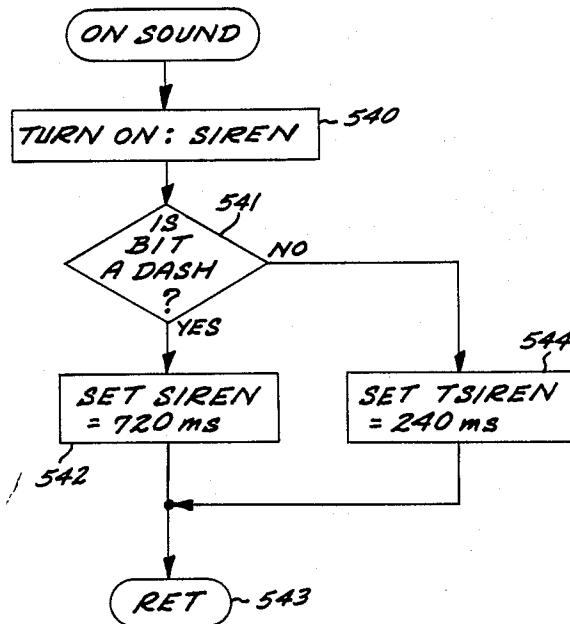 ON SOUND
TURN ON: SIREN
540
541
IS
BIT
A DASH
?
NO
YES
544
SET SIREN
= 720 ms
SET TSIREN
= 240 ms
542
RET
543